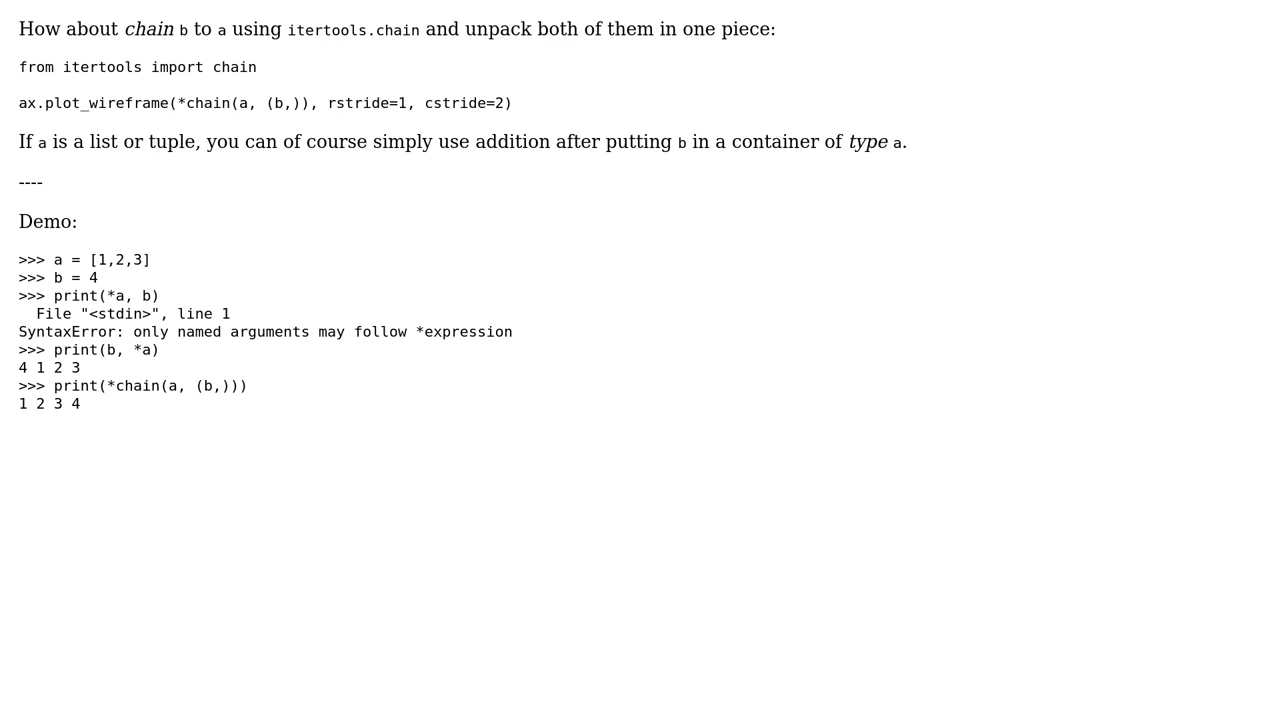 How about chain b to a using itertools.chain and unpack both of them in one piece:
from itertools import chain
ax.plot_wireframe(*chain(a, (b,)), rstride=1, cstride=2)
If a is a list or tuple, you can of course simply use addition after putting b in a container of type a.
----
Demo:
>>> a = [1,2,3]
>>> b = 4
>>> print(*a, b)
  File "<stdin>", line 1
SyntaxError: only named arguments may follow *expression
>>> print(b, *a)
4 1 2 3
>>> print(*chain(a, (b,)))
1 2 3 4